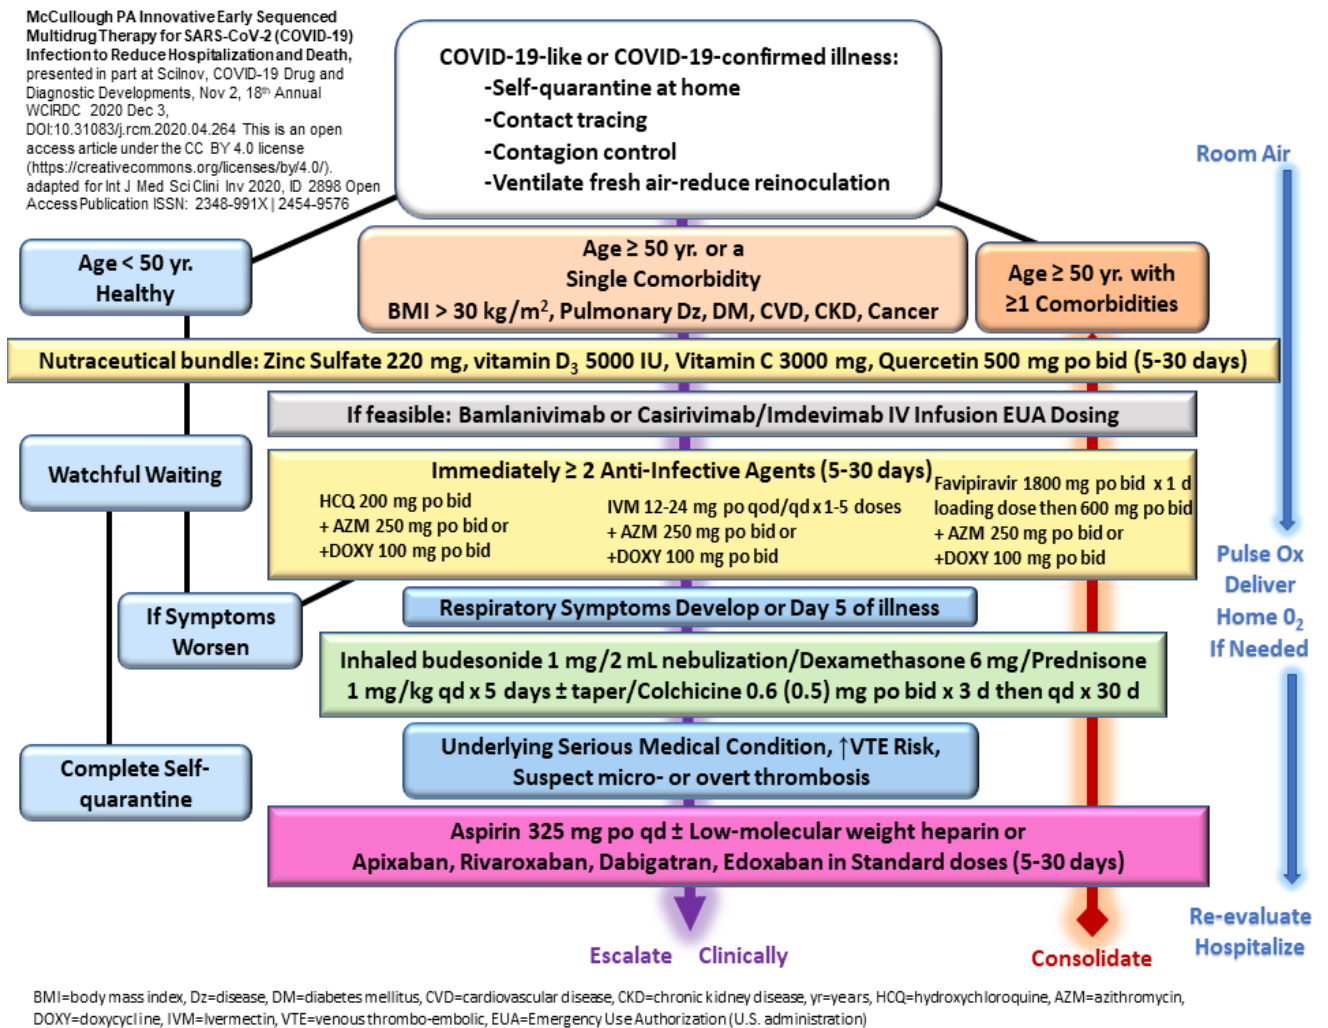 McCullough PA Innovative Early Sequenced
Multidrug Therapy for SARS-CoV-2 (COVID-19)
Infection to Reduce Hospitalization and Death,
presented in part at Scilnov, COVID-19 Drug and
Diagnostic Developments, Nov 2, 18th Annual
WCIRDC 2020 Dec 3,
DOI:10.31083/j.rcm.2020.04.264 This is an open
access article under the CC BY 4.0 license
(https://creativecommons.org/licenses/by/4.0/).
adapted for Int J Med Sci Clini Inv 2020, ID 2898 Open
Access Publication ISSN: 2348-991X | 2454-9576
COVID-19-like or COVID-19-confirmed illness:
-Self-quarantine at home
-Contact tracing
-Contagion control
-Ventilate fresh air-reduce reinoculation
Room Air
Age < 50 yr.
Healthy
Age ≥ 50 yr. or a
Single Comorbidity
BMI > 30 kg/m², Pulmonary Dz, DM, CVD, CKD, Cancer
Age ≥ 50 yr. with
≥1 Comorbidities
Nutraceutical bundle: Zinc Sulfate 220 mg, vitamin D₃ 5000 IU, Vitamin C 3000 mg, Quercetin 500 mg po bid (5-30 days)
If feasible: Bamlanivimab or Casirivimab/Imdevimab IV Infusion EUA Dosing
Watchful Waiting
Immediately ≥ 2 Anti-Infective Agents (5-30 days)
HCQ 200 mg po bid
+ AZM 250 mg po bid or
+DOXY 100 mg po bid
IVM 12-24 mg po qod/qd x 1-5 doses
+ AZM 250 mg po bid or
+DOXY 100 mg po bid
Favipiravir 1800 mg po bid x 1 d
loading dose then 600 mg po bid
+ AZM 250 mg po bid or
+DOXY 100 mg po bid
Pulse Ox
Deliver
Home 0₂
If Needed
If Symptoms
Worsen
Respiratory Symptoms Develop or Day 5 of illness
Inhaled budesonide 1 mg/2 mL nebulization/Dexamethasone 6 mg/Prednisone
1 mg/kg qd x 5 days ± taper/Colchicine 0.6 (0.5) mg po bid x 3 d then qd x 30 d
Underlying Serious Medical Condition, ↑VTE Risk,
Suspect micro- or overt thrombosis
Complete Self-
quarantine
Aspirin 325 mg po qd ± Low-molecular weight heparin or
Apixaban, Rivaroxaban, Dabigatran, Edoxaban in Standard doses (5-30 days)
Re-evaluate
Hospitalize
Escalate Clinically
Consolidate
BMI=body mass index, Dz=disease, DM=diabetes mellitus, CVD=cardiovascular disease, CKD=chronic kidney disease, yr=years, HCQ=hydroxychloroquine, AZM=azithromycin,
DOXY=doxycycline, IVM=Ivermectin, VTE=venous thrombo-embolic, EUA=Emergency Use Authorization (U.S. administration)